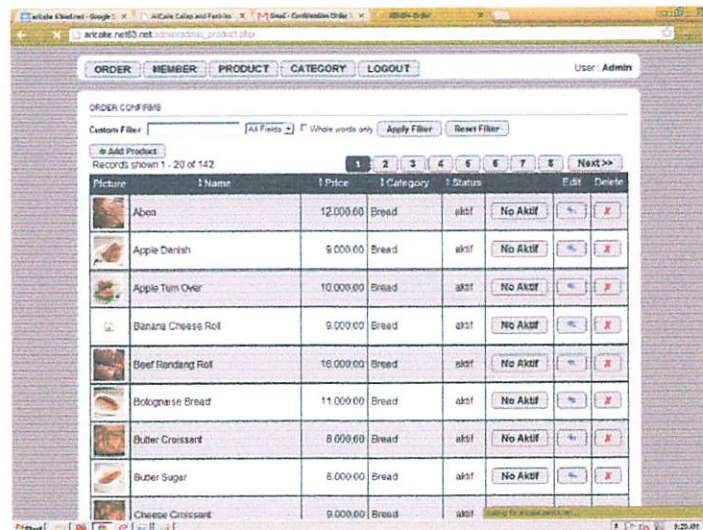 aricake.net63.net
ORDER MEMBER PRODUCT CATEGORY LOGOUT User : Admin
ORDER CONFIRMS
Custom Filter All Fields Whole words only Apply Filter Reset Filter
Add Product
Records shown 1 - 20 of 142 1 2 3 4 5 6 7 8 Next >>
Picture Name Price Category Status Edit Delete
Abon 12.000.00 Bread aktif No Aktif X
Apple Danish 9.000.00 Bread aktif No Aktif X
Apple Turn Over 10.000.00 Bread aktif No Aktif X
Banana Cheese Roll 9.000.00 Bread aktif No Aktif X
Beef Rendang Roll 16.000.00 Bread aktif No Aktif X
Bolognaise Bread 11.000.00 Bread aktif No Aktif X
Butter Croissant 8.000.00 Bread aktif No Aktif X
Butter Sugar 8.000.00 Bread aktif No Aktif X
Cheese Croissant 9.000.00 Bread aktif No Aktif X